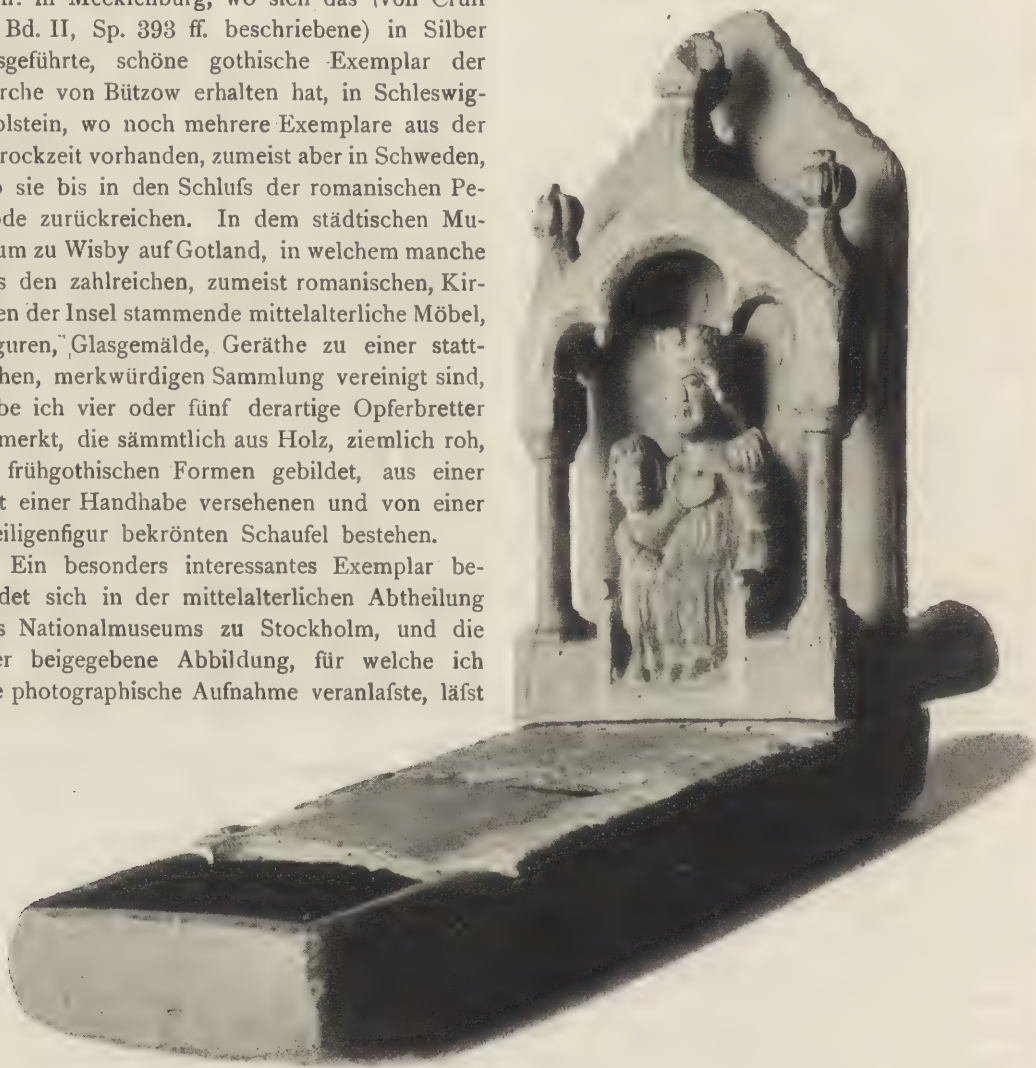 in Mecklenburg, wo sich das (von Crull
Bd. II, Sp. 393 ff. beschriebene) in Silber
sgeführte, schöne gothische Exemplar der
rche von Bützow erhalten hat, in Schleswig-
olstein, wo noch mehrere Exemplare aus der
rockzeit vorhanden, zumeist aber in Schweden,
o sie bis in den Schluſs der romanischen Pe-
ode zurückreichen. In dem städtischen Mu-
um zu Wisby auf Gotland, in welchem manche
s den zahlreichen, zumeist romanischen, Kir-
en der Insel stammende mittelalterliche Möbel,
guren, Glasgemälde, Geräthe zu einer statt-
hen, merkwürdigen Sammlung vereinigt sind,
be ich vier oder fünf derartige Opferbretter
merkt, die sämmtlich aus Holz, ziemlich roh,
frühgothischen Formen gebildet, aus einer
t einer Handhabe versehenen und von einer
eiligenfigur bekrönten Schaufel bestehen.
Ein besonders interessantes Exemplar be-
det sich in der mittelalterlichen Abtheilung
s Nationalmuseums zu Stockholm, und die
er beigegebene Abbildung, für welche ich
e photographische Aufnahme veranlaſste, läſst